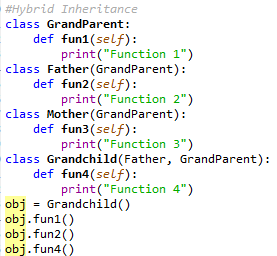 #Hybrid Inheritance
class GrandParent:
    def fun1(self):
        print("Function 1")
class Father(GrandParent):
    def fun2(self):
        print("Function 2")
class Mother(GrandParent):
    def fun3(self):
        print("Function 3")
class Grandchild(Father, GrandParent):
    def fun4(self):
        print("Function 4")
obj = Grandchild()
obj.fun1()
obj.fun2()
obj.fun4()